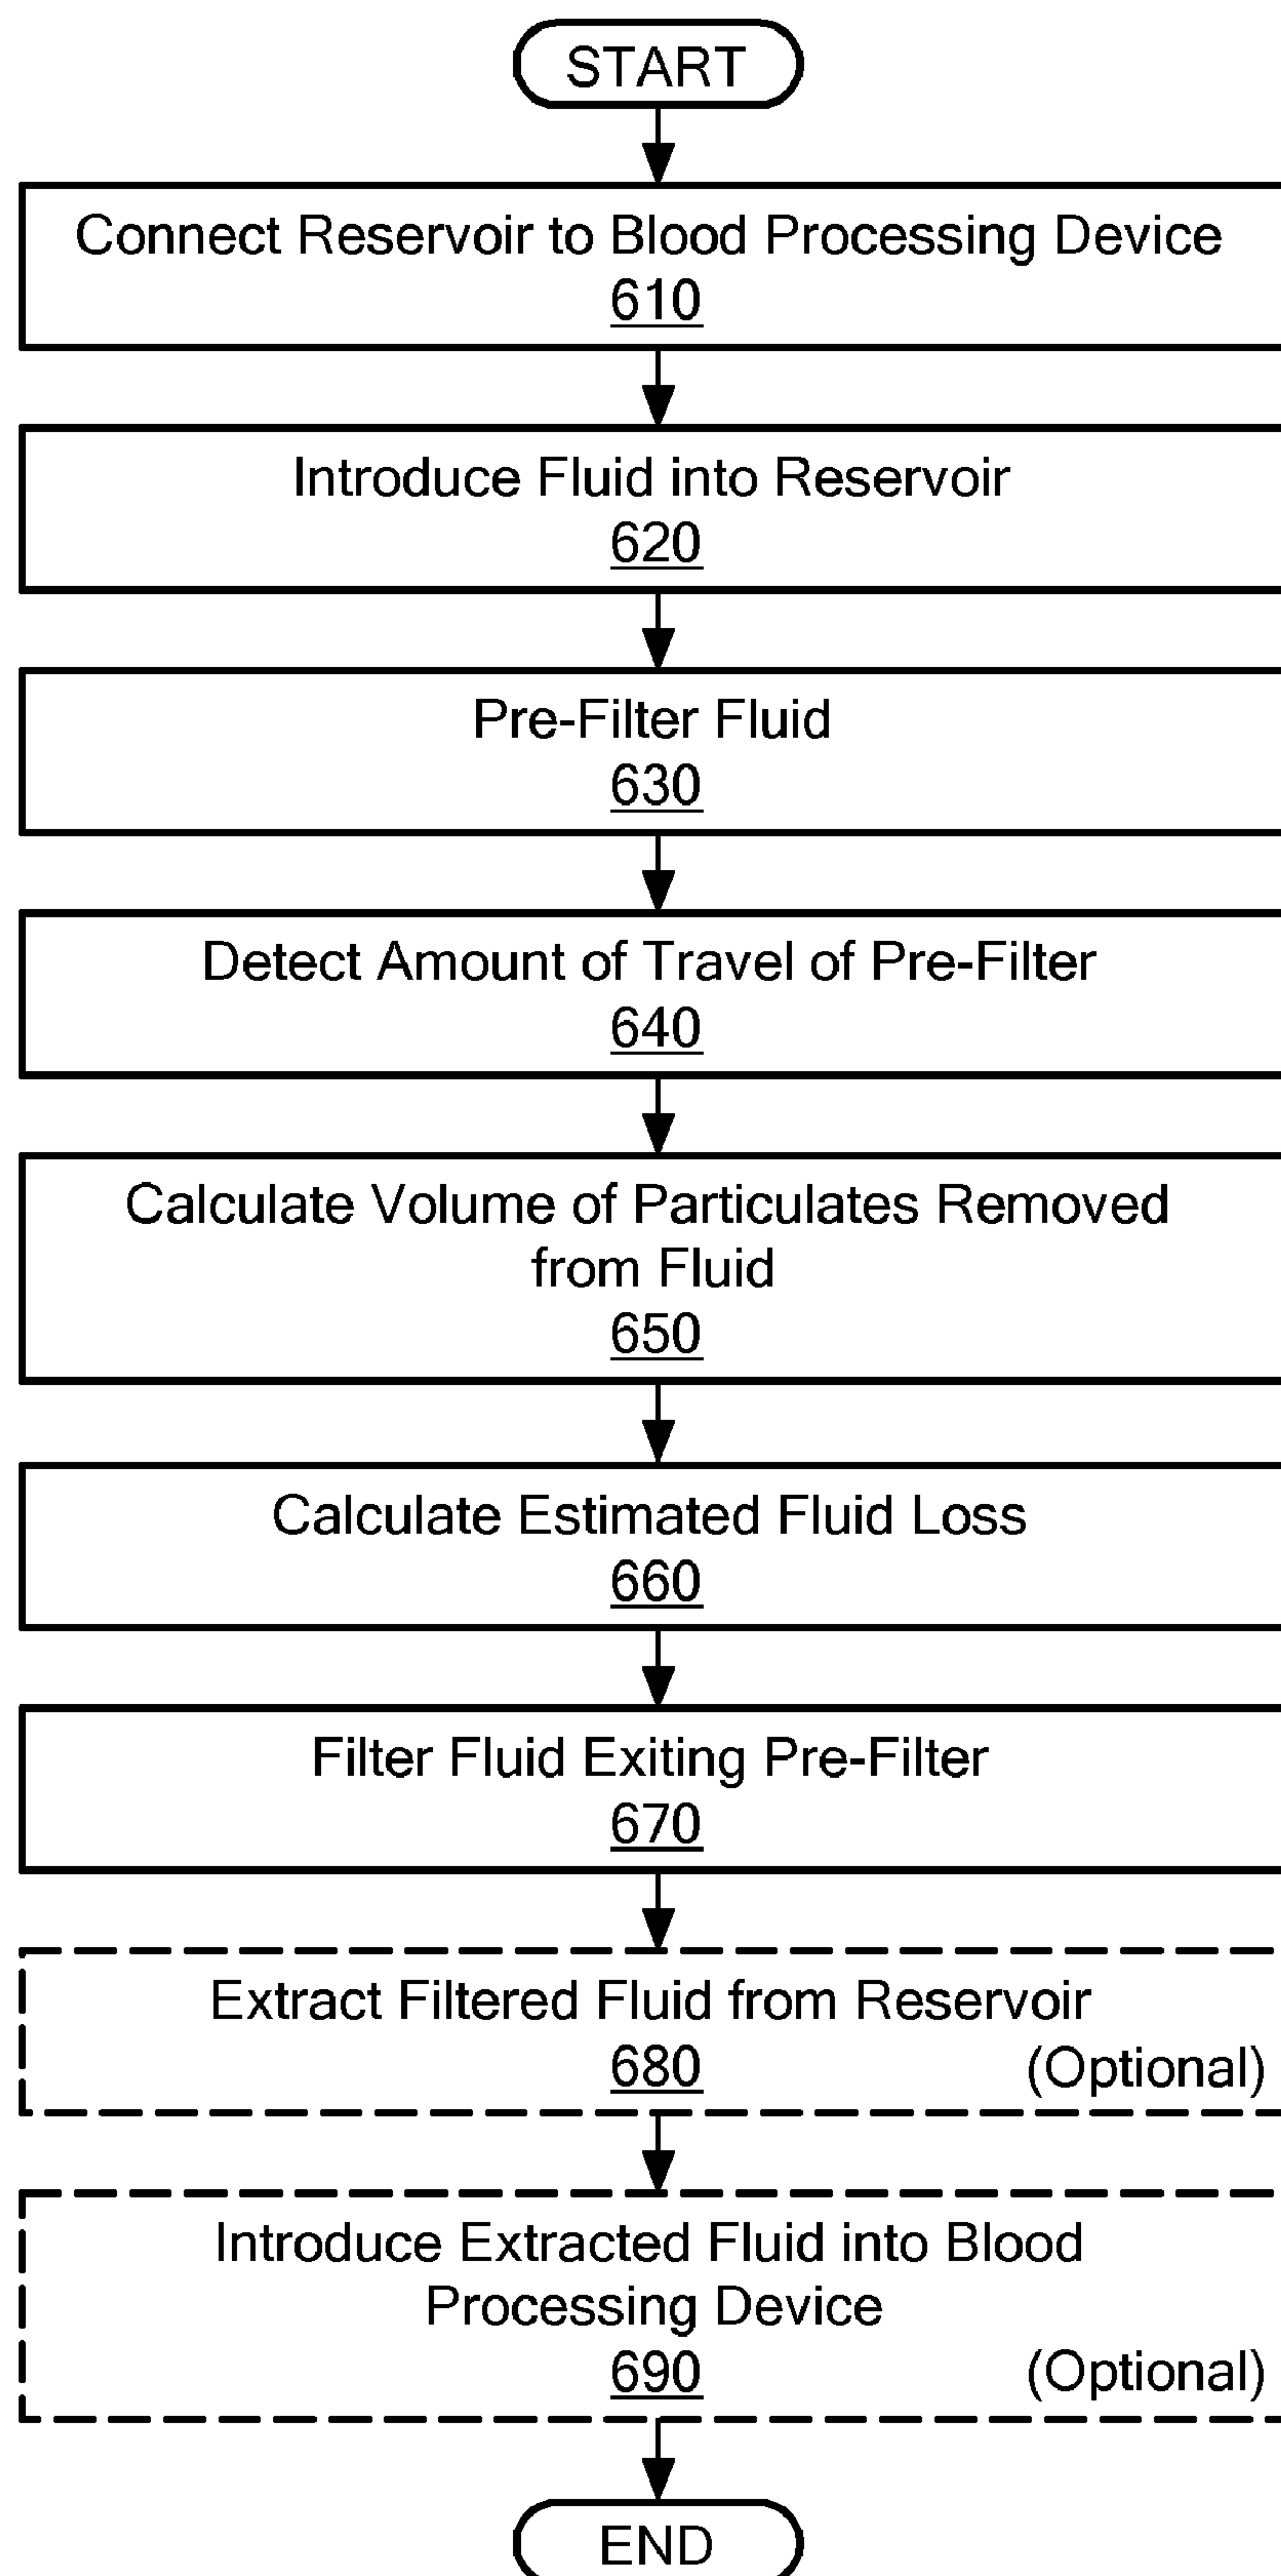 START
Connect Reservoir to Blood Processing Device
610
Introduce Fluid into Reservoir
620
Pre-Filter Fluid
630
Detect Amount of Travel of Pre-Filter
640
Calculate Volume of Particulates Removed
from Fluid
650
Calculate Estimated Fluid Loss
660
Filter Fluid Exiting Pre-Filter
670
Extract Filtered Fluid from Reservoir
680 (Optional)
Introduce Extracted Fluid into Blood
Processing Device
690 (Optional)
END